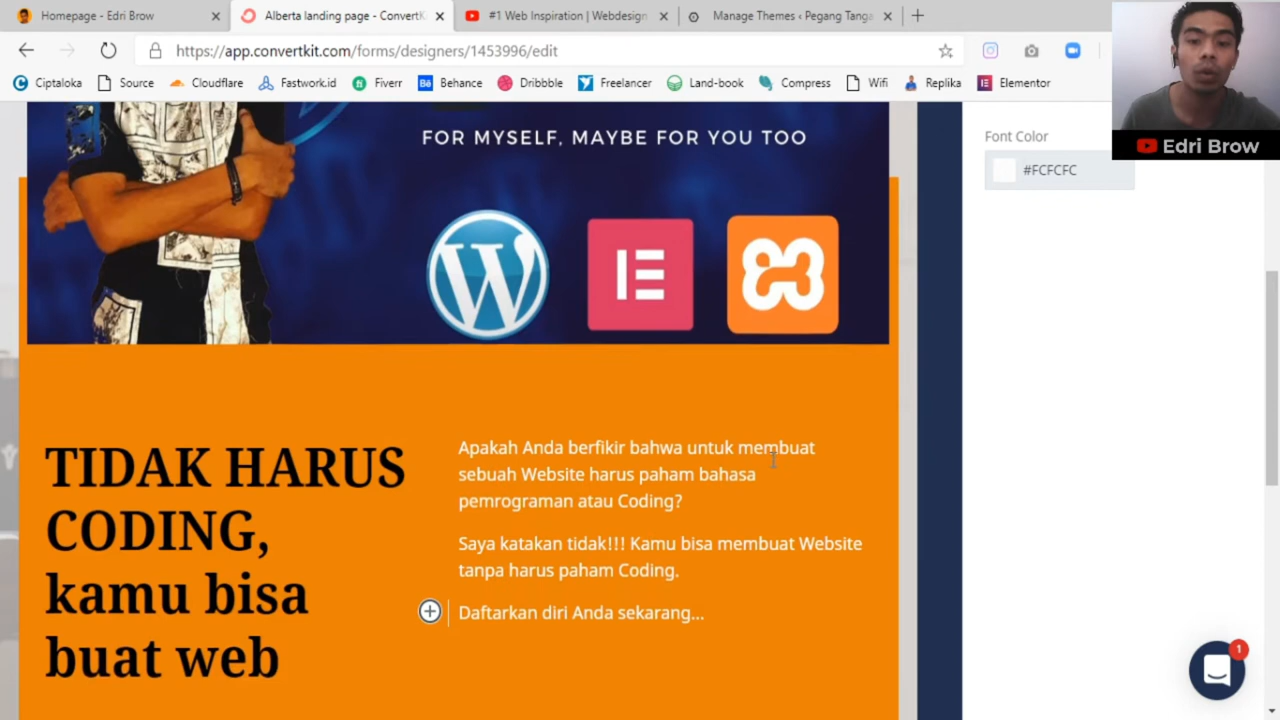 Homepage - Edri Brow
Alberta landing page - ConvertK
#1 Web Inspiration | Webdesign
Manage Themes ‹ Pegang Tanga
https://app.convertkit.com/forms/designers/1453996/edit
Ciptaloka
Source
Cloudflare
Fastwork.id
Fiverr
Behance
Dribbble
Freelancer
Land-book
Compress
Wifi
Replika
Elementor
Edri Brow
Font Color
#FCFCFC
FOR MYSELF, MAYBE FOR YOU TOO
TIDAK HARUS
CODING,
kamu bisa
buat web
Apakah Anda berfikir bahwa untuk membuat
sebuah Website harus paham bahasa
pemrograman atau Coding?
Saya katakan tidak!!! Kamu bisa membuat Website
tanpa harus paham Coding.
Daftarkan diri Anda sekarang...
1